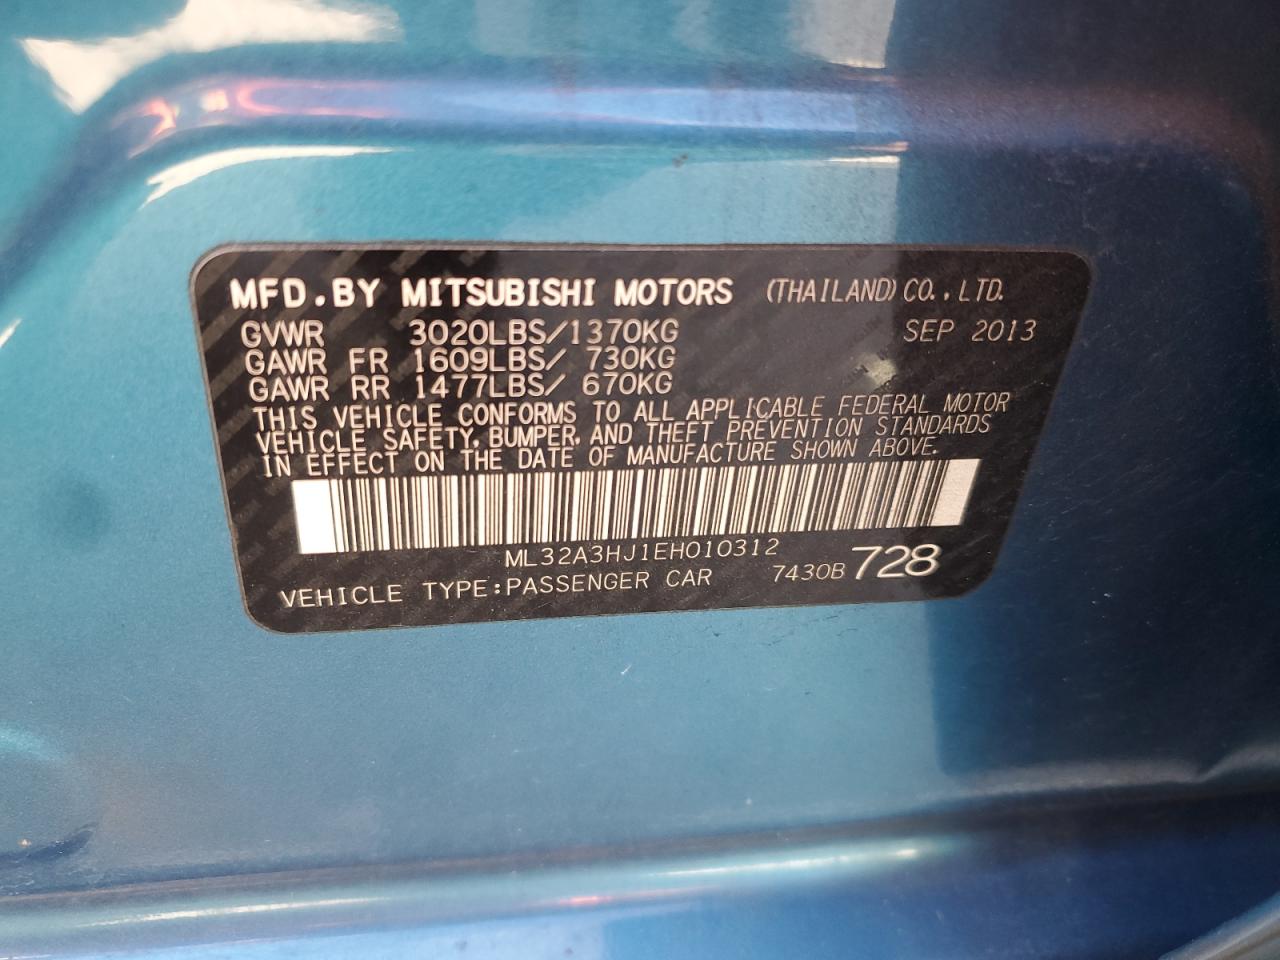 MFD.BY MITSUBISHI MOTORS (THAILAND) CO., LTD.
GVWR 3020LBS/1370KG SEP 2013
GAWR FR 1609LBS/ 730KG
GAWR RR 1477LBS/ 670KG
THIS VEHICLE CONFORMS TO ALL APPLICABLE FEDERAL MOTOR
VEHICLE SAFETY, BUMPER, AND THEFT PREVENTION STANDARDS
IN EFFECT ON THE DATE OF MANUFACTURE SHOWN ABOVE.
ML32A3HJ1EH010312
VEHICLE TYPE:PASSENGER CAR 7430B 728